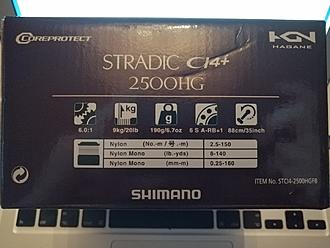 COREPROTECT
HAGANE
STRADIC CI4+
2500HG
kg
g
6.0:1
9kg/20lb
190g/6.7oz
6 S A-RB+1
88cm/35inch
Nylon (No.-m / 号.-m) 2.5-150
Nylon Mono (lb.-yds) 8-140
Nylon Mono (mm-m) 0.25-160
SHIMANO
ITEM No. STCI4-2500HGFB